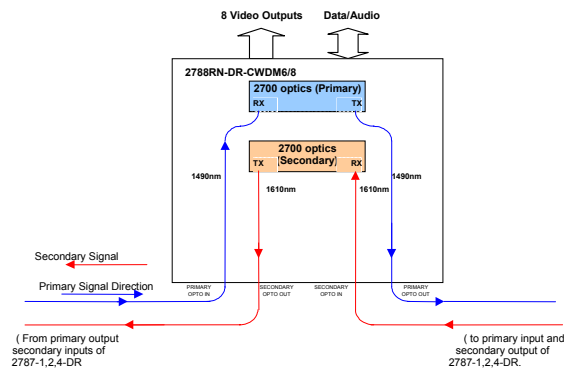 8 Video Outputs
Data/Audio
2788RN-DR-CWDM6/8
2700 optics (Primary)
RX
TX
2700 optics
(Secondary)
TX
RX
1490nm
1610nm
1610nm
1490nm
Secondary Signal
Primary Signal Direction
PRIMARY
OPTO IN
SECONDARY
OPTO OUT
SECONDARY
OPTO IN
PRIMARY
OPTO OUT
( From primary output
secondary inputs of
2787-1,2,4-DR
( to primary input and
secondary output of
2787-1,2,4-DR.